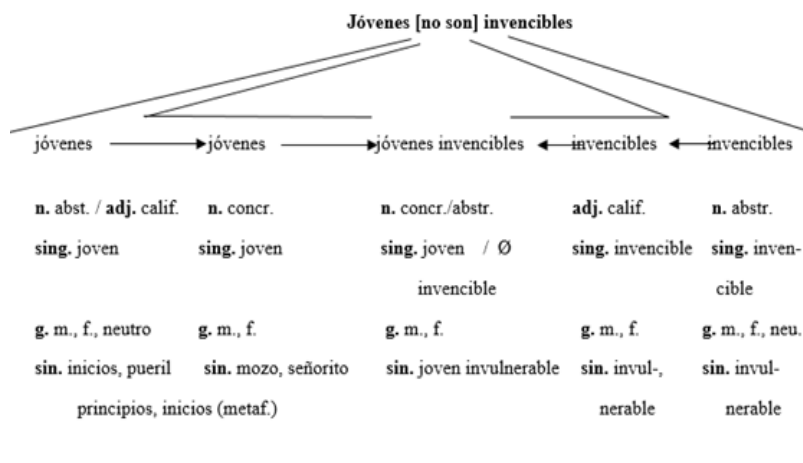 Jóvenes [no son] invencibles
jóvenes jóvenes jóvenes invencibles invencibles invencibles
n. abst. / adj. calif. n. concr. n. concr./abstr. adj. calif. n. abstr.
sing. joven sing. joven sing. joven / Ø sing. invencible sing. inven-
invencible cible
g. m., f., neutro g. m., f. g. m., f. g. m., f. g. m., f., neu.
sin. inicios, pueril sin. mozo, señorito sin. joven invulnerable sin. invul-, sin. invul-
principios, inicios (metaf.) nerable nerable